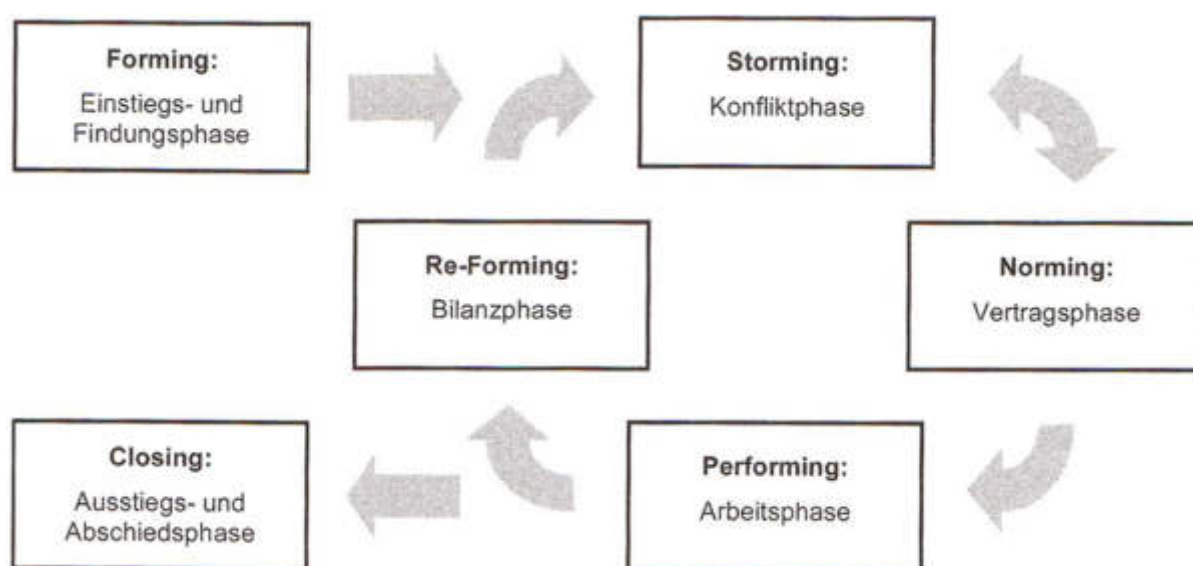 Forming:
Einstiegs- und
Findungsphase
Storming:
Konfliktphase
Re-Forming:
Bilanzphase
Norming:
Vertragsphase
Closing:
Ausstiegs- und
Abschiedsphase
Performing:
Arbeitsphase